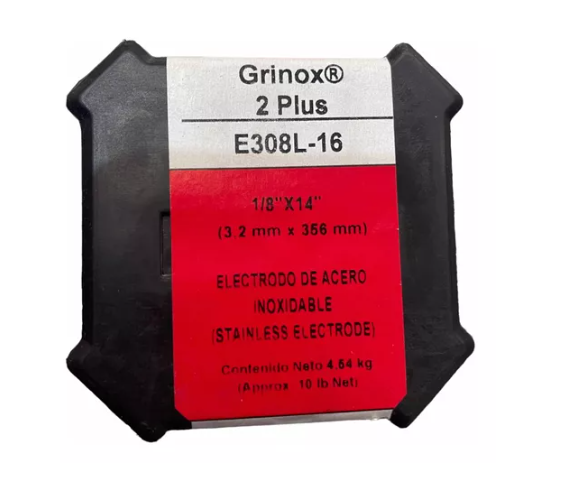 Grinox®
2 Plus
E308L-16
1/8"X14"
(3,2 mm x 356 mm)
ELECTRODO DE ACERO
INOXIDABLE
(STAINLESS ELECTRODE)
Contenido Neto 4,54 kg
(Approx. 10 lb Net)